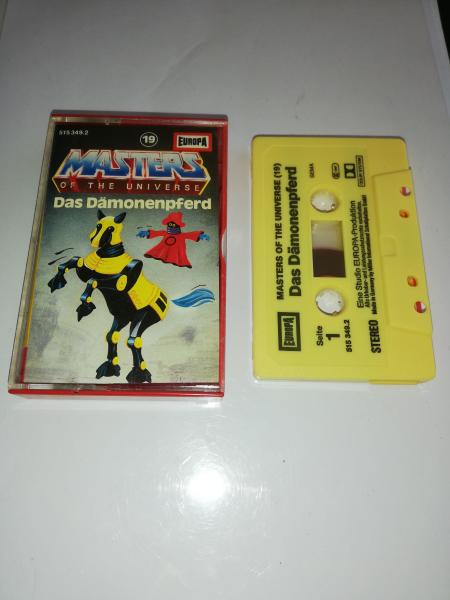 515 349.2
19
EUROPA
MASTERS
OF THE UNIVERSE
Das Dämonenpferd
MASTERS OF THE UNIVERSE (19)
Das Dämonenpferd
GEMA
EUROPA
Seite
1
515 349.2
Eine Studio EUROPA-Produktion
STEREO